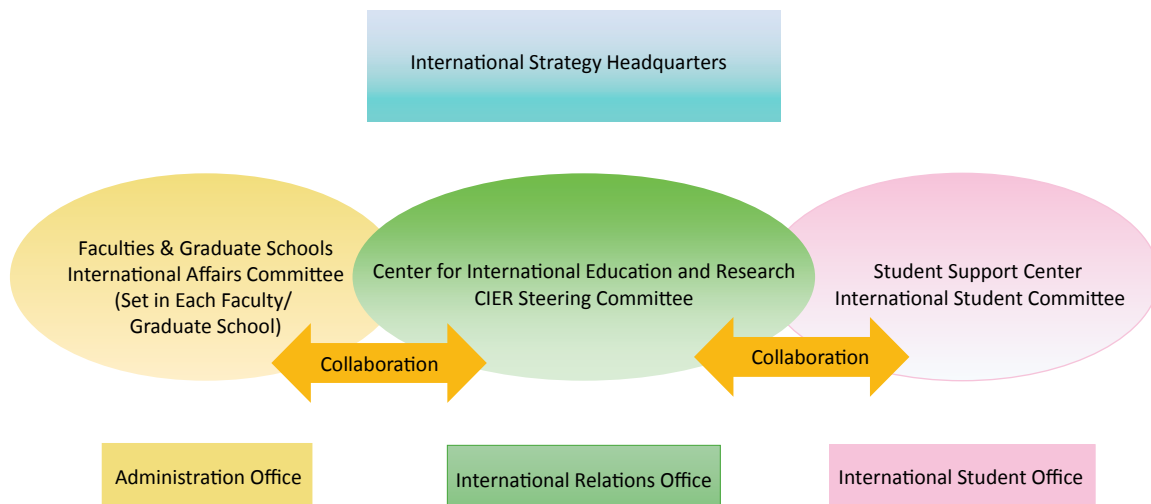 International Strategy Headquarters
Faculties & Graduate Schools
International Affairs Committee
(Set in Each Faculty/
Graduate School)
Center for International Education and Research
CIER Steering Committee
Student Support Center
International Student Committee
Collaboration
Collaboration
Administration Office
International Relations Office
International Student Office